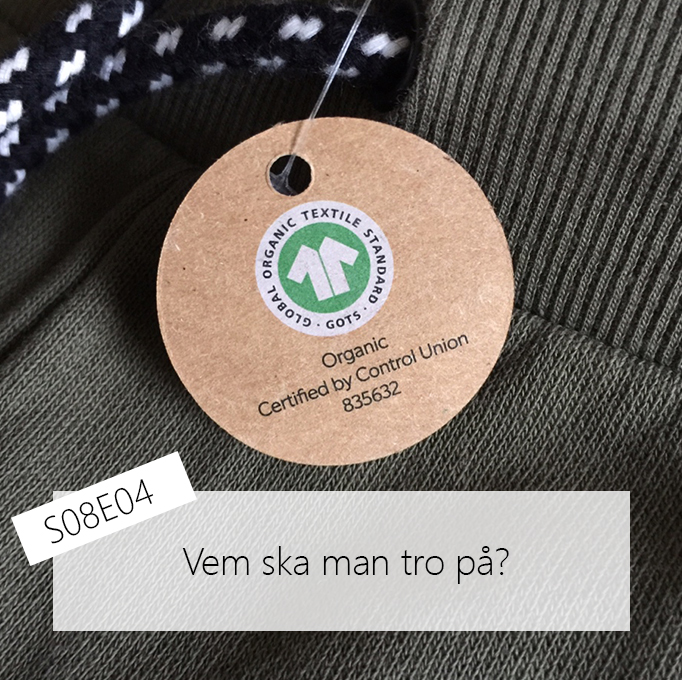 GLOBAL ORGANIC TEXTILE STANDARD · GOTS ·
Organic
Certified by Control Union
835632
S08E04
Vem ska man tro på?